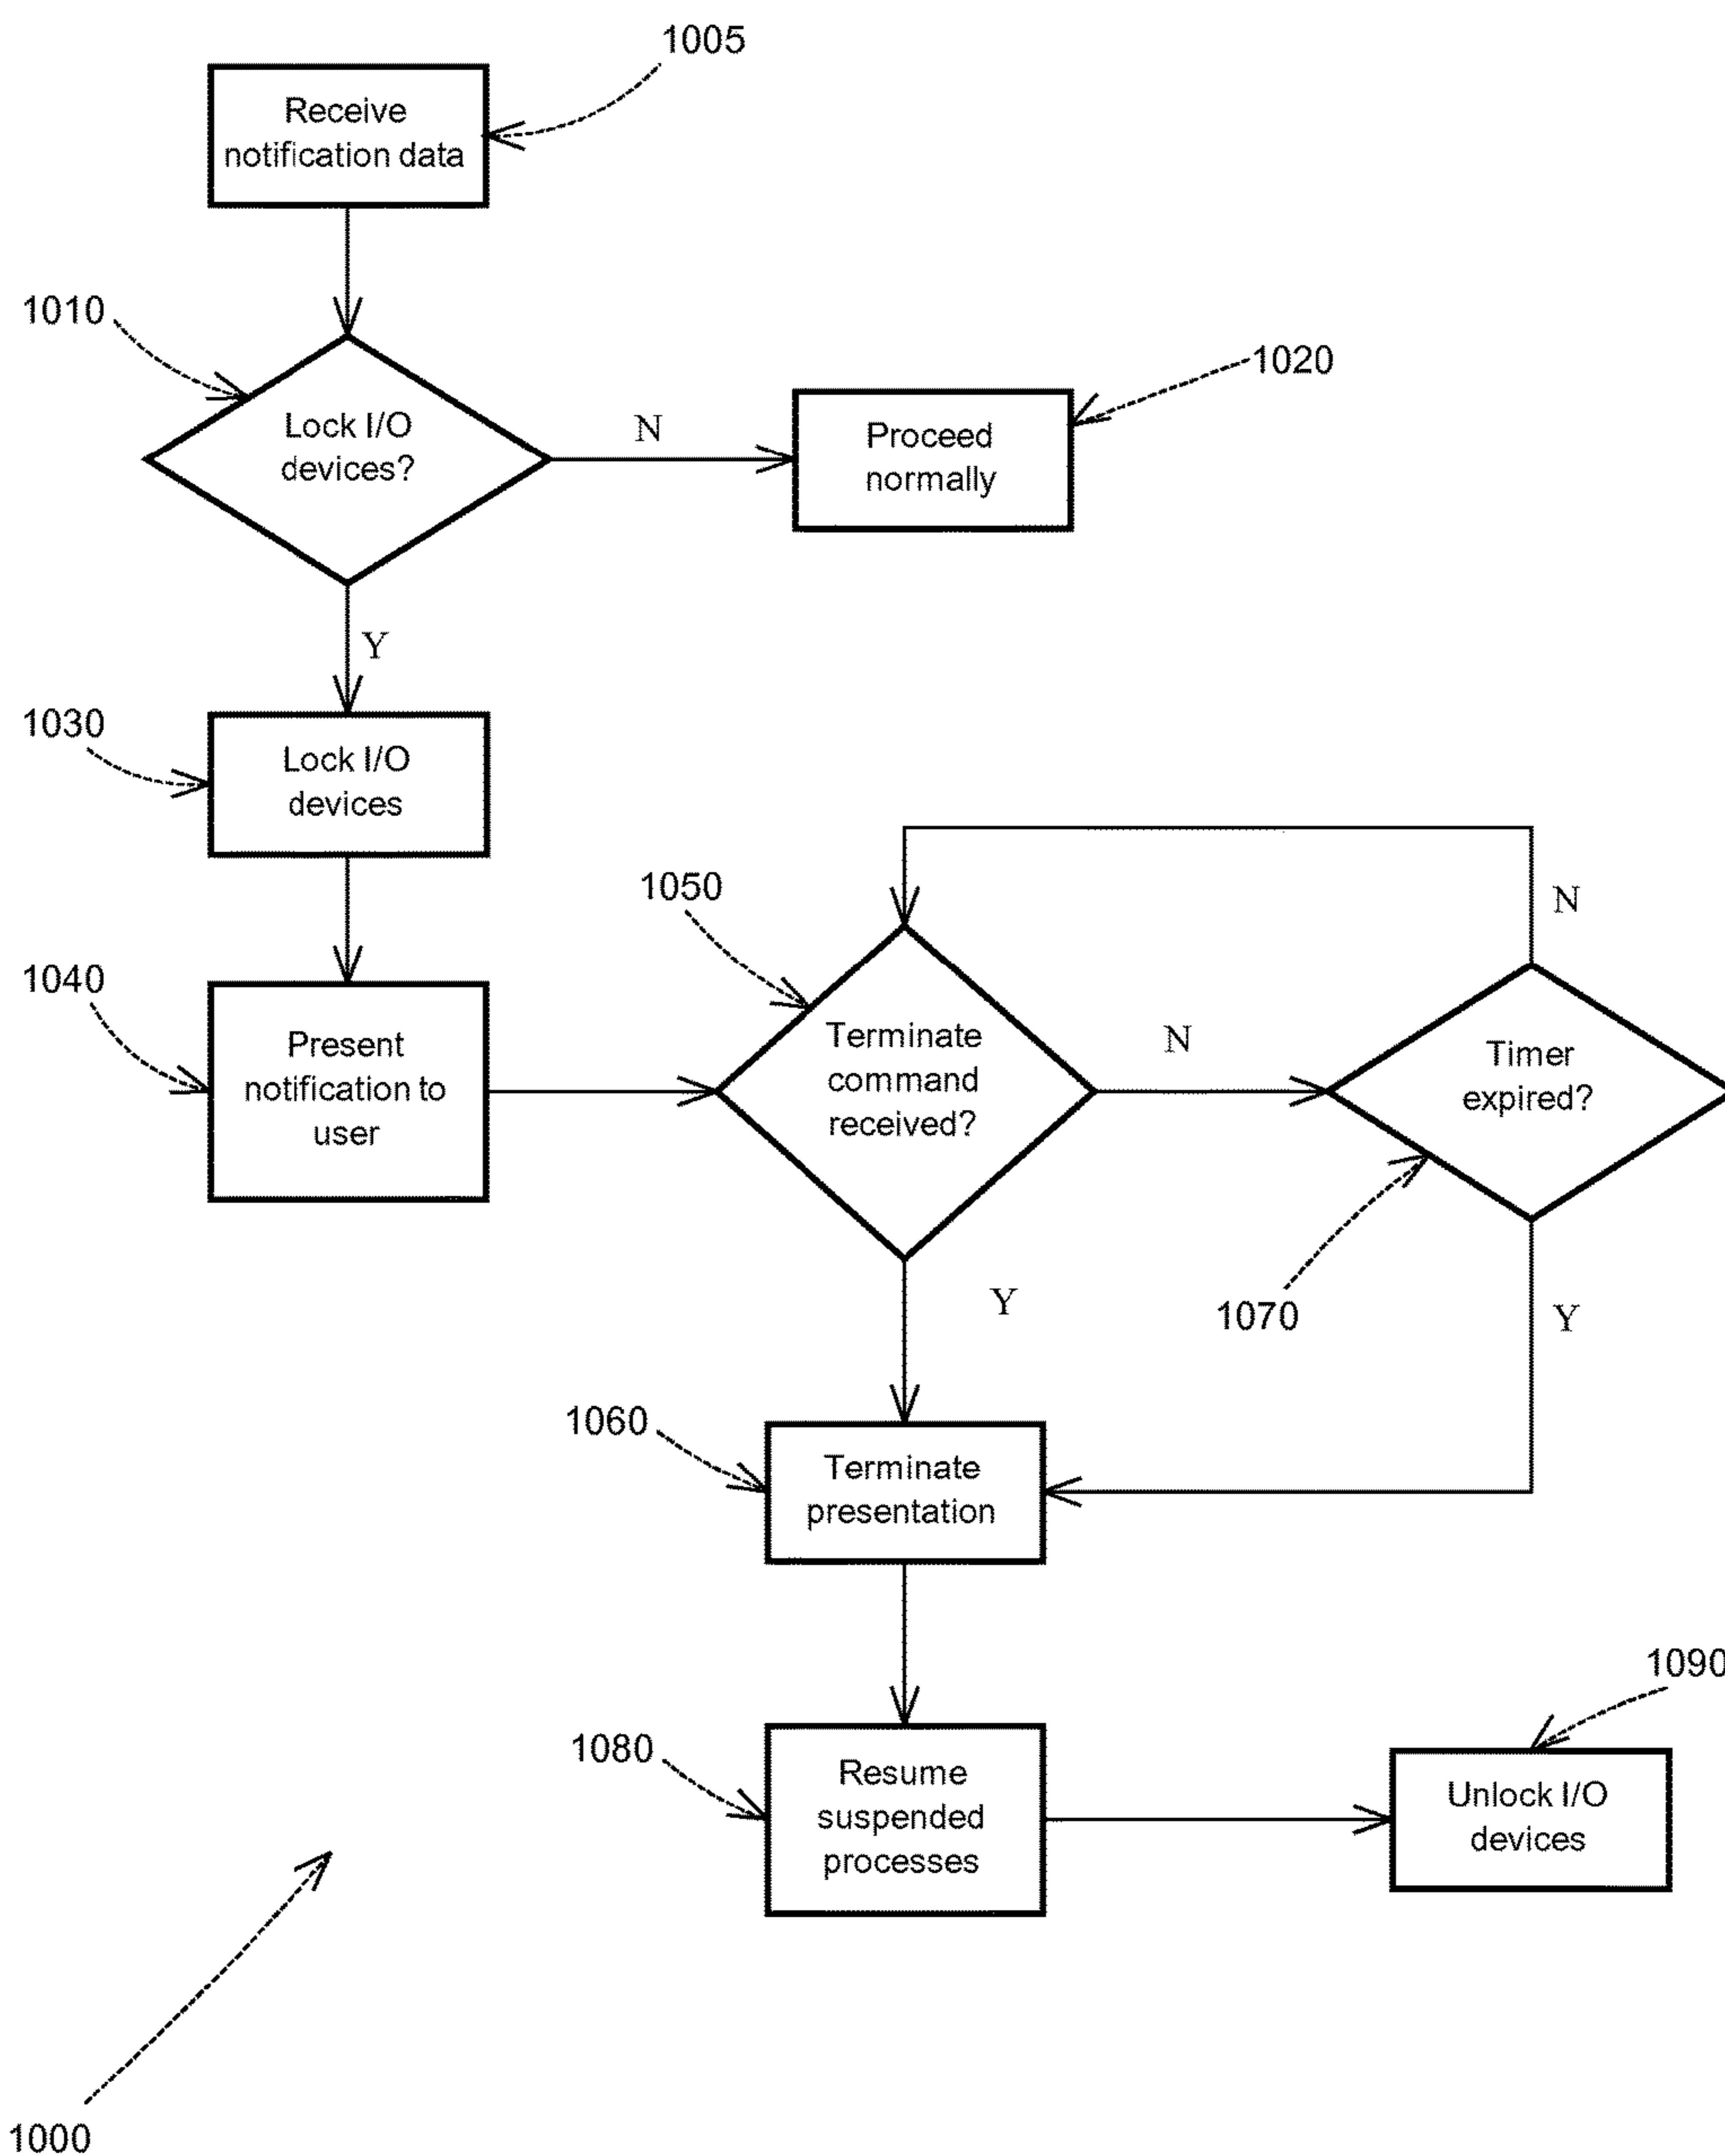 1005
Receive
notification data
1010
Lock I/O
devices?
N
1020
Proceed
normally
Y
1030
Lock I/O
devices
1040
Present
notification to
user
1050
Terminate
command
received?
N
Timer
expired?
N
1070
Y
Y
1060
Terminate
presentation
1080
Resume
suspended
processes
1090
Unlock I/O
devices
1000